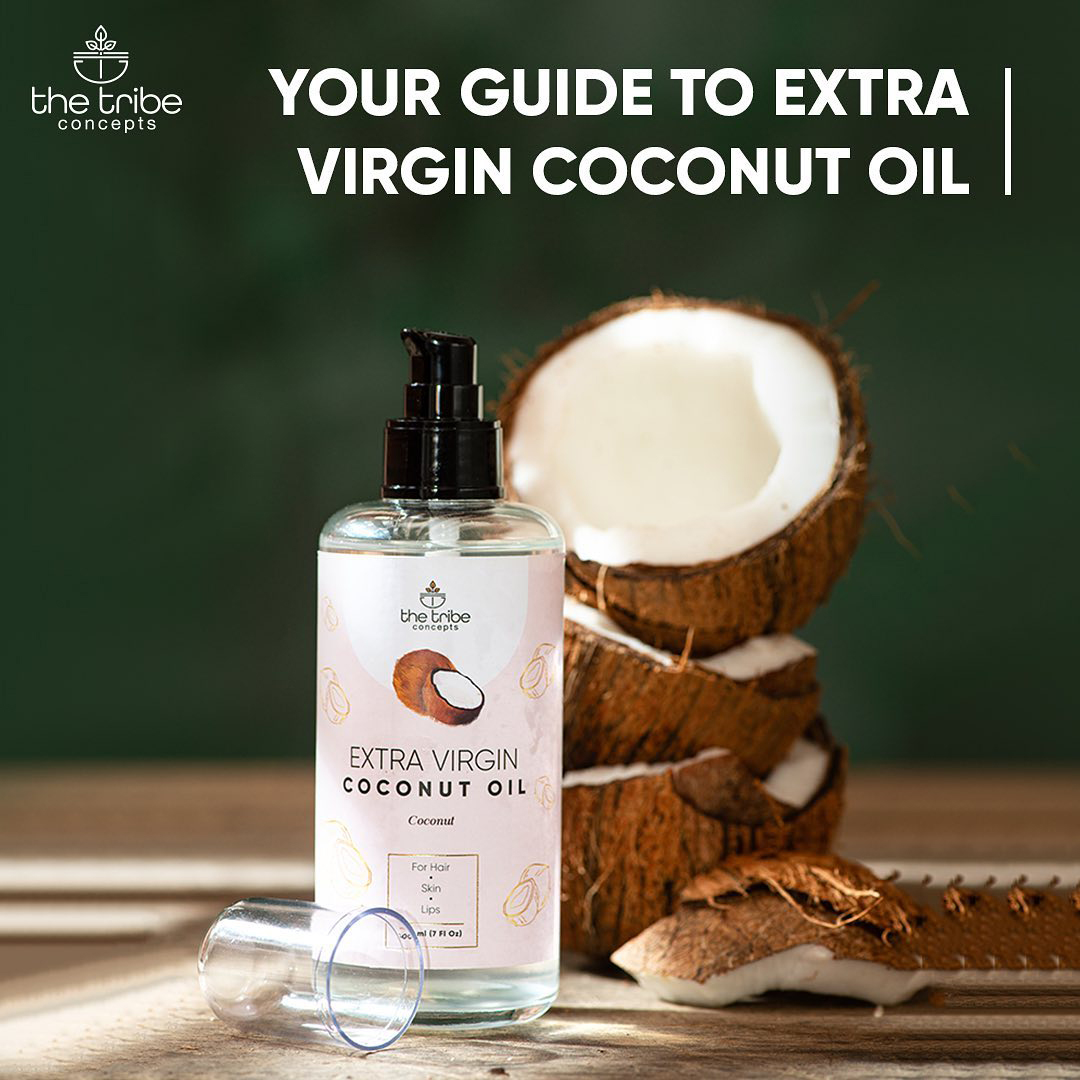 the tribe
concepts
YOUR GUIDE TO EXTRA
VIRGIN COCONUT OIL
the tribe
concepts
EXTRA VIRGIN
COCONUT OIL
Coconut
For Hair
•
Skin
•
Lips
ml (7 Fl Oz)